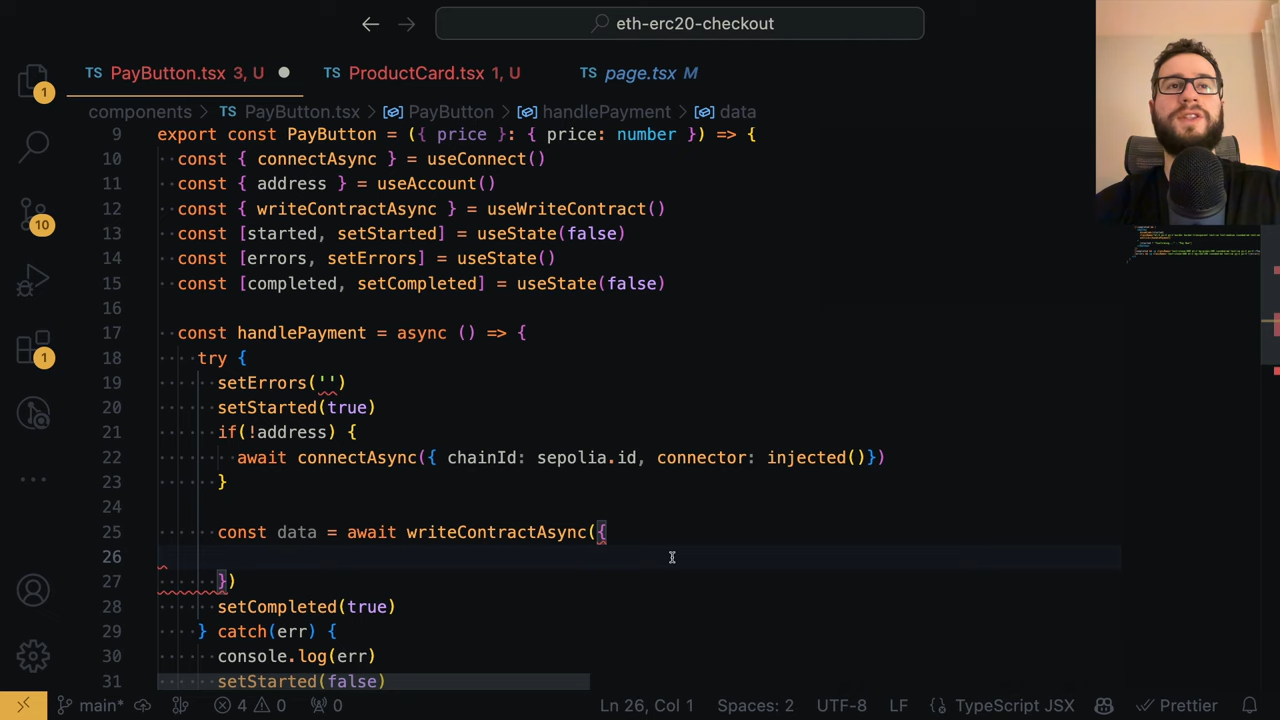 eth-erc20-checkout
TS PayButton.tsx 3, U
TS ProductCard.tsx 1, U
TS page.tsx M
components > TS PayButton.tsx > PayButton > handlePayment > data
9 export const PayButton = ({ price }: { price: number }) => {
10 const { connectAsync } = useConnect()
11 const { address } = useAccount()
12 const { writeContractAsync } = useWriteContract()
13 const [started, setStarted] = useState(false)
14 const [errors, setErrors] = useState()
15 const [completed, setCompleted] = useState(false)
16
17 const handlePayment = async () => {
18 try {
19 setErrors('')
20 setStarted(true)
21 if(!address) {
22 await connectAsync({ chainId: sepolia.id, connector: injected()})
23 }
24
25 const data = await writeContractAsync({
26
27 })
28 setCompleted(true)
29 } catch(err) {
30 console.log(err)
31 setStarted(false)
1
10
1
main* 4 0 0 Ln 26, Col 1 Spaces: 2 UTF-8 LF {} TypeScript JSX Prettier